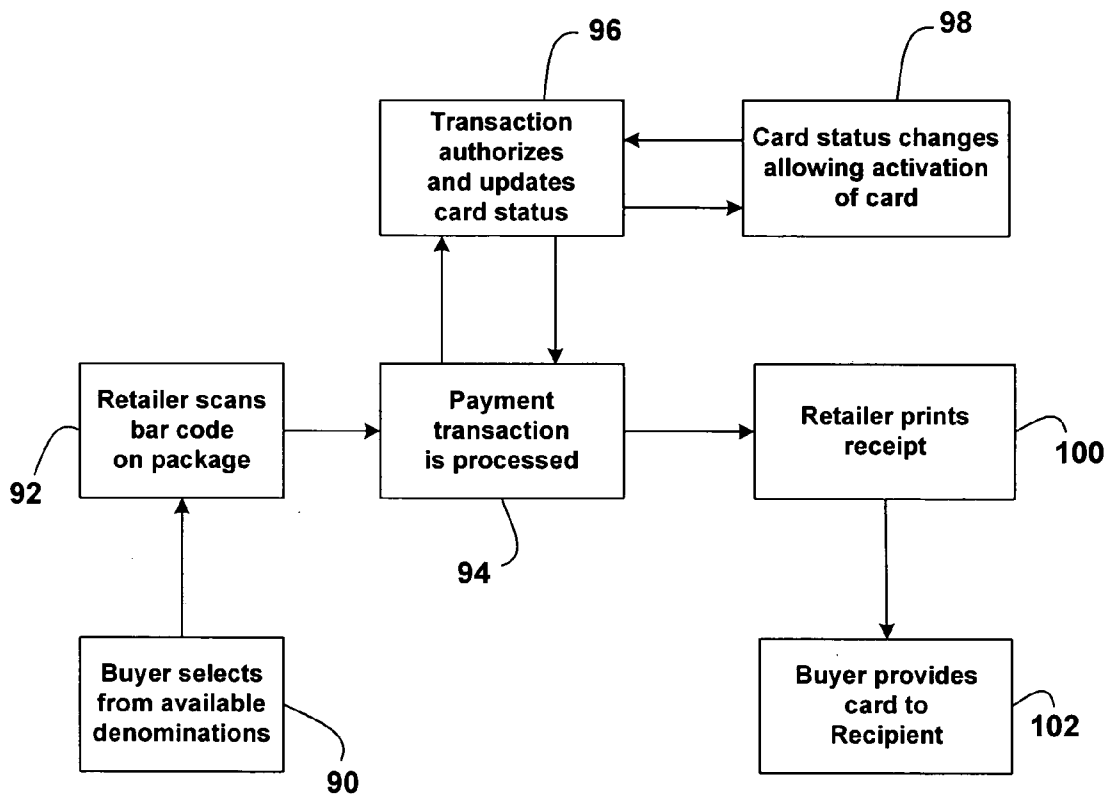 96
98
Transaction
authorizes
and updates
card status
Card status changes
allowing activation
of card
Retailer scans
bar code
on package
Payment
transaction
is processed
Retailer prints
receipt
92
94
100
Buyer selects
from available
denominations
90
Buyer provides
card to
Recipient
102